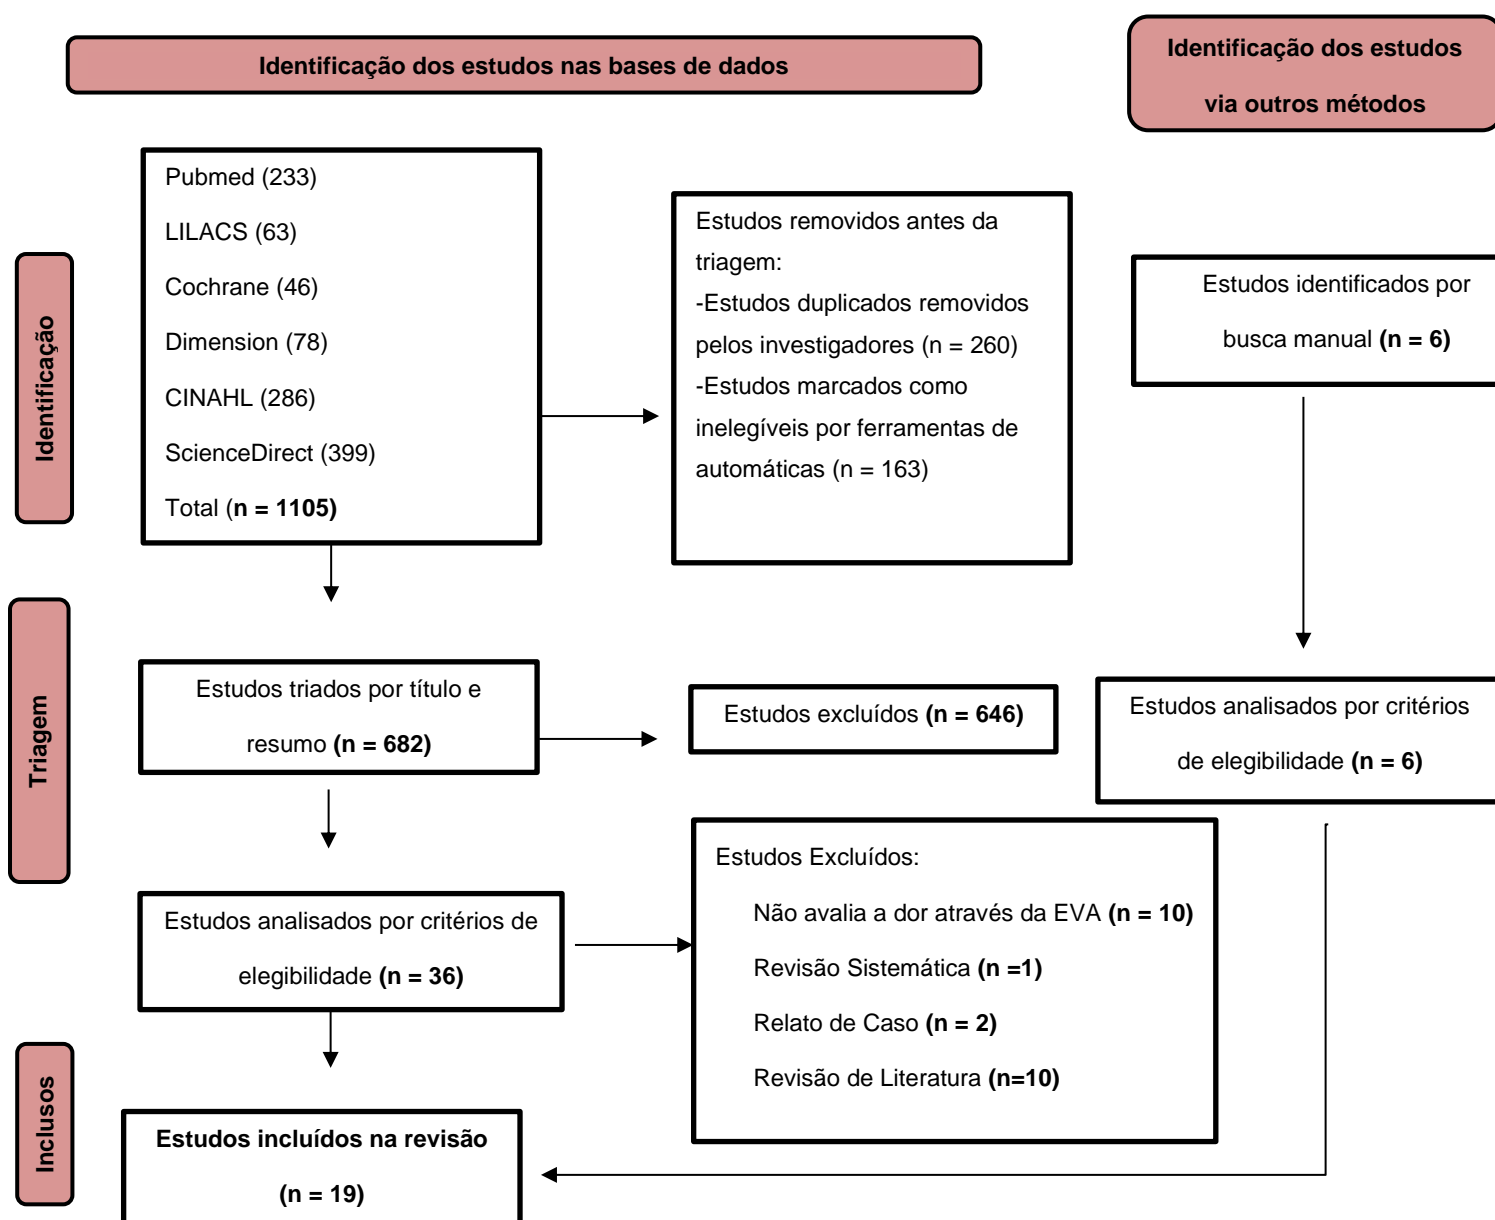 Identificação dos estudos nas bases de dados
Identificação dos estudos
via outros métodos
Identificação
Pubmed (233)
LILACS (63)
Cochrane (46)
Dimension (78)
CINAHL (286)
ScienceDirect (399)
Total (n = 1105)
Estudos removidos antes da
triagem:
-Estudos duplicados removidos
pelos investigadores (n = 260)
-Estudos marcados como
inelegíveis por ferramentas de
automáticas (n = 163)
Estudos identificados por
busca manual (n = 6)
Triagem
Estudos triados por título e
resumo (n = 682)
Estudos excluídos (n = 646)
Estudos analisados por critérios
de elegibilidade (n = 6)
Estudos analisados por critérios de
elegibilidade (n = 36)
Estudos Excluídos:
Não avalia a dor através da EVA (n = 10)
Revisão Sistemática (n =1)
Relato de Caso (n = 2)
Revisão de Literatura (n=10)
Inclusos
Estudos incluídos na revisão
(n = 19)